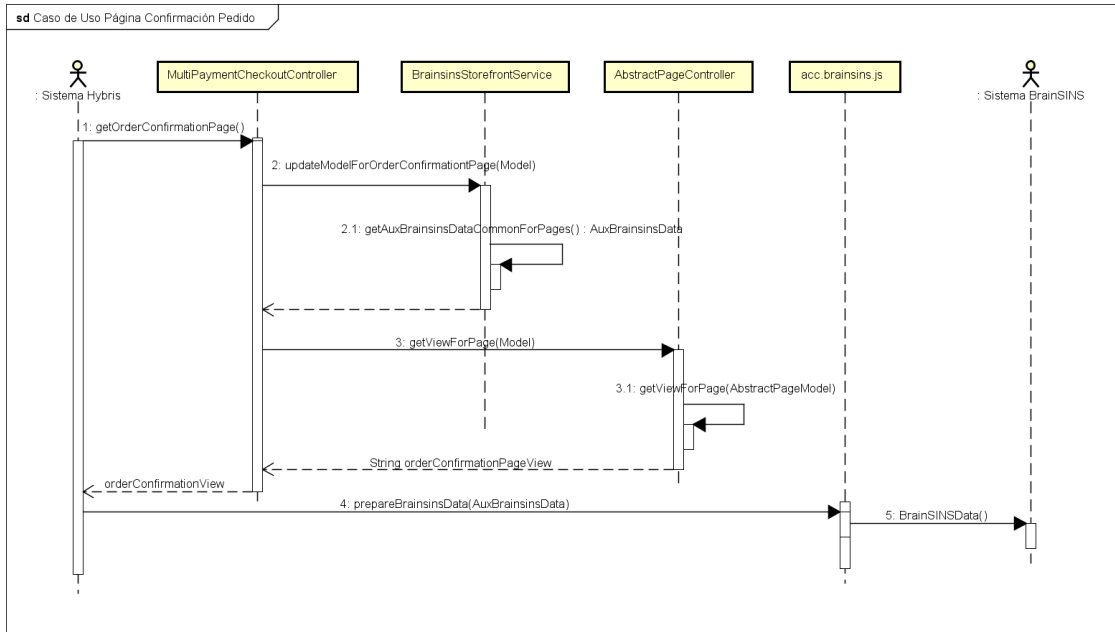 sd Caso de Uso Página Confirmación Pedido
MultiPaymentCheckoutController
BrainsinsStorefrontService
AbstractPageController
acc.brainsins.js
: Sistema Hybris
: Sistema BrainSINS
1: getOrderConfirmationPage()
2: updateModelForOrderConfirmationtPage(Model)
2.1: getAuxBrainsinsDataCommonForPages() : AuxBrainsinsData
3: getViewForPage(Model)
3.1: getViewForPage(AbstractPageModel)
String orderConfirmationPageView
orderConfirmationView
4: prepareBrainsinsData(AuxBrainsinsData)
5: BrainSINSData()